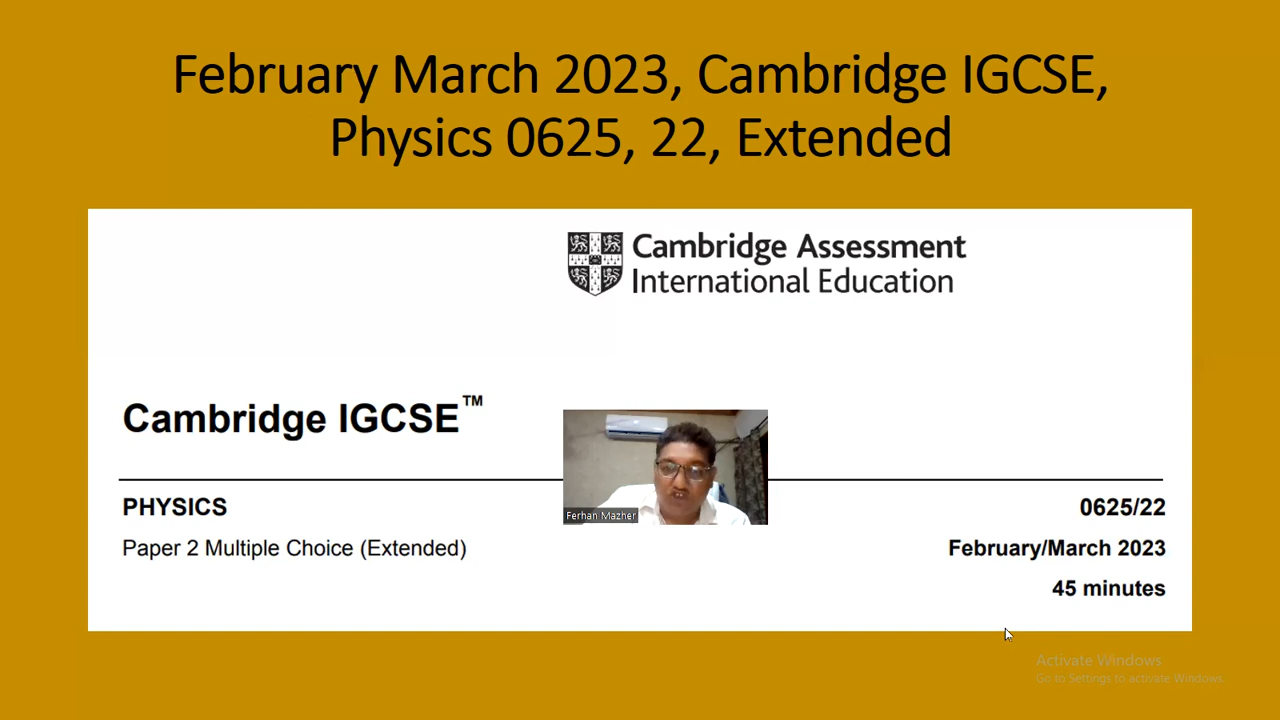 February March 2023, Cambridge IGCSE,
Physics 0625, 22, Extended
Cambridge Assessment
International Education
Cambridge IGCSE™
PHYSICS
0625/22
Paper 2 Multiple Choice (Extended)
February/March 2023
45 minutes
Ferhan Mazher
Activate Windows
Go to Settings to activate Windows.